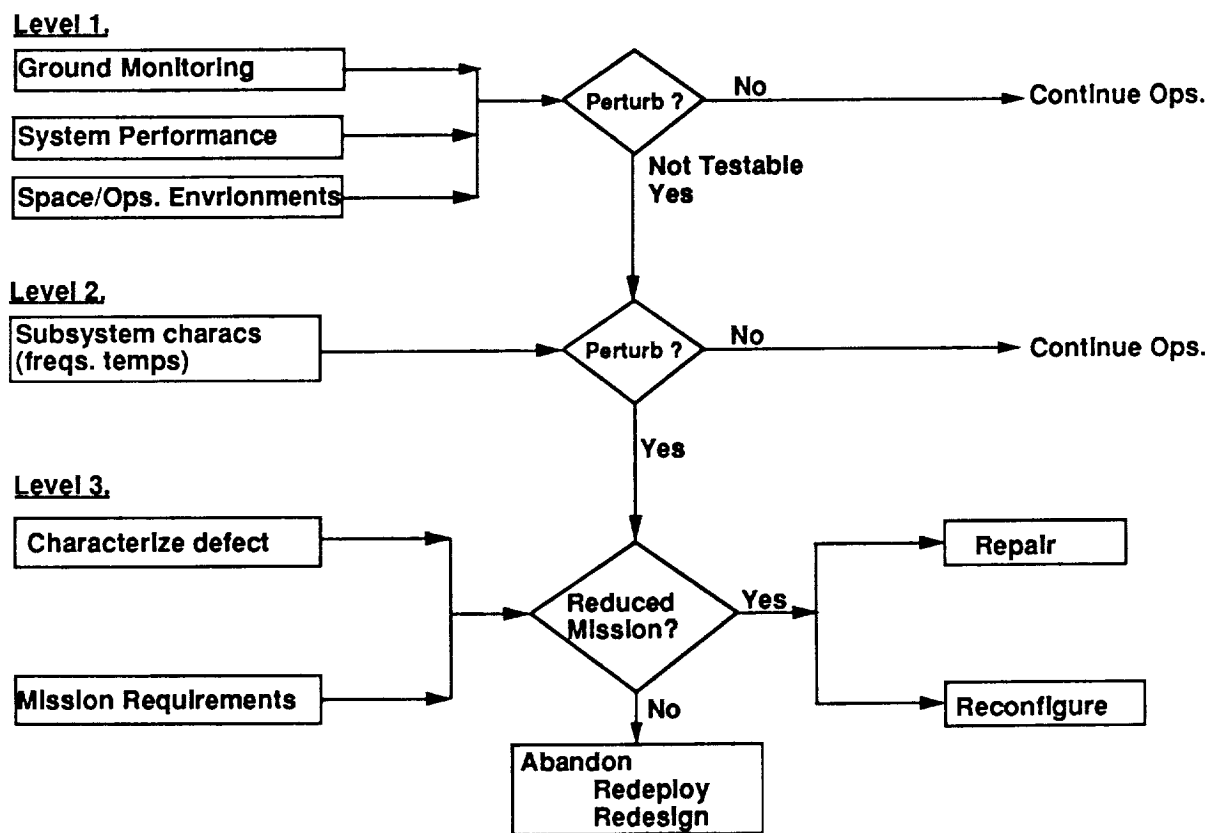 Level 1.
Ground Monitoring
System Performance
Space/Ops. Envrionments
Perturb ?
No
Continue Ops.
Not Testable
Yes
Level 2.
Subsystem characs
(freqs. temps)
Perturb ?
No
Continue Ops.
Yes
Level 3.
Characterize defect
Mission Requirements
Reduced
Mission?
Yes
Repair
Reconfigure
No
Abandon
Redeploy
Redesign